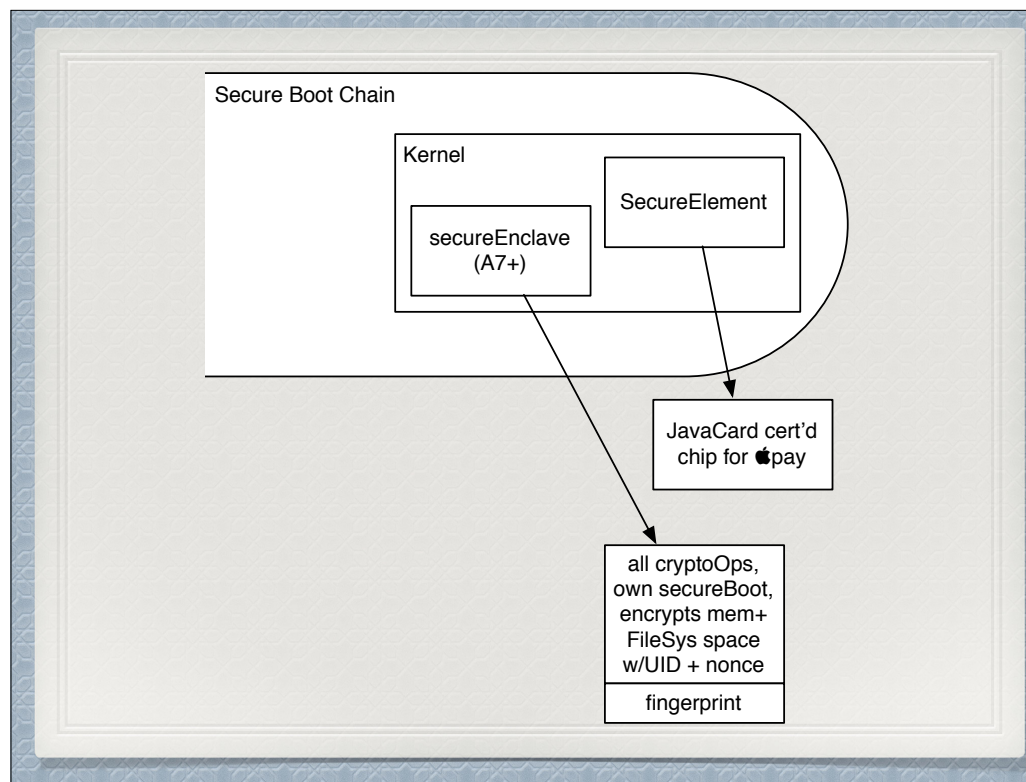 Secure Boot Chain
Kernel
SecureElement
secureEnclave
(A7+)
JavaCard cert’d
chip for pay
all cryptoOps,
own secureBoot,
encrypts mem+
FileSys space
w/UID + nonce
fingerprint